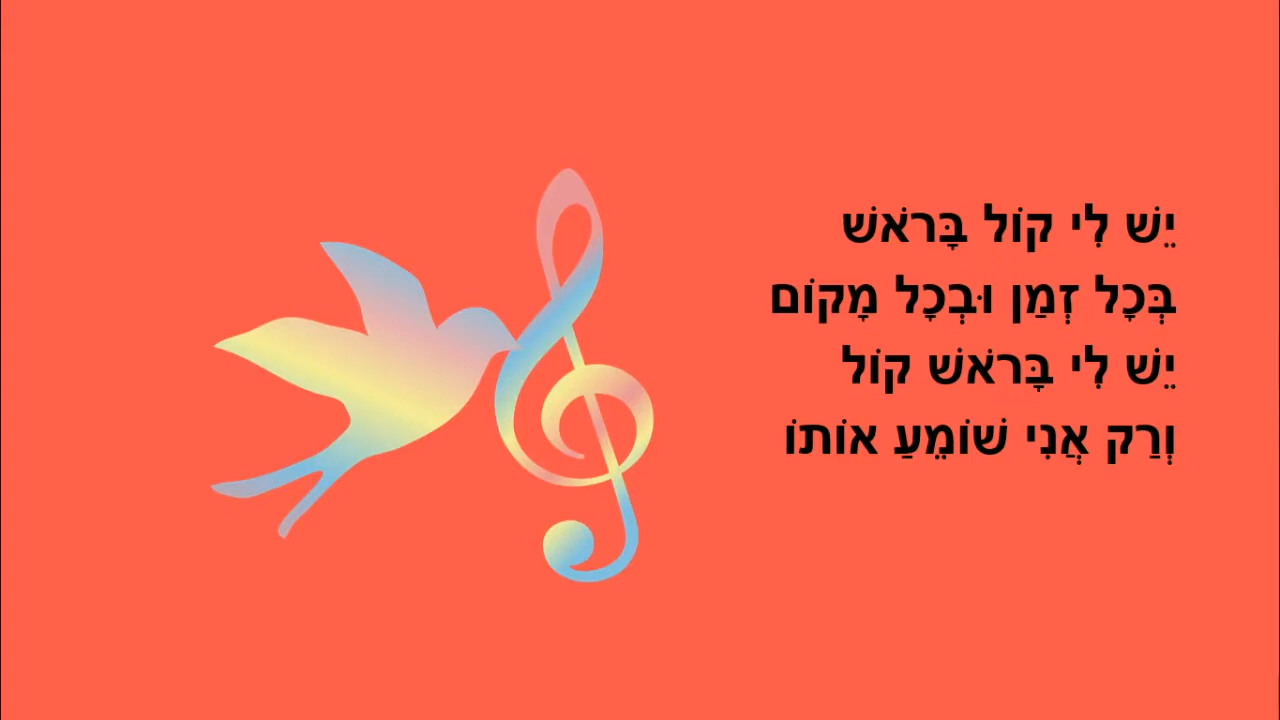 יֵשׁ לִי קוֹל בָּרֹאשׁ
בְּכָל זְמַן וּבְכָל מָקוֹם
יֵשׁ לִי בָּרֹאשׁ קוֹל
וְרַק אֲנִי שׁוֹמֵעַ אוֹתוֹ